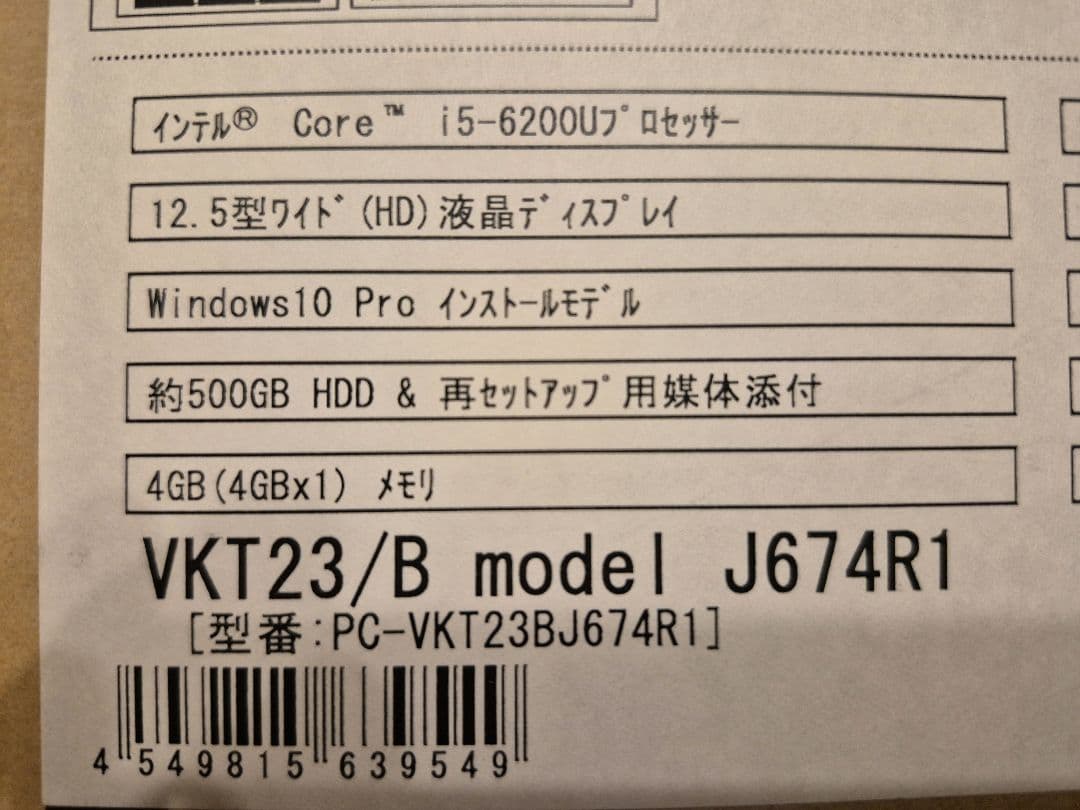 ｲﾝﾃﾙ® Core™ i5-6200Uﾌﾟﾛｾｯｻｰ
12.5型ﾜｲﾄﾞ(HD)液晶ﾃﾞｨｽﾌﾟﾚｲ
Windows10 Pro ｲﾝｽﾄｰﾙﾓﾃﾞﾙ
約500GB HDD & 再ｾｯﾄｱｯﾌﾟ用媒体添付
4GB(4GBx1) ﾒﾓﾘ
VKT23/B model J674R1
[型番:PC-VKT23BJ674R1]
4 549815 639549